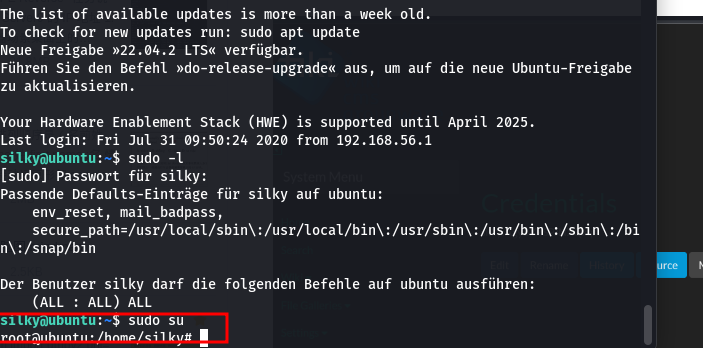 The list of available updates is more than a week old.
To check for new updates run: sudo apt update
Neue Freigabe »22.04.2 LTS« verfügbar.
Führen Sie den Befehl »do-release-upgrade« aus, um auf die neue Ubuntu-Freigabe
zu aktualisieren.
Your Hardware Enablement Stack (HWE) is supported until April 2025.
Last login: Fri Jul 31 09:50:24 2020 from 192.168.56.1
silky@ubuntu:~$ sudo -l
[sudo] Passwort für silky:
Passende Defaults-Einträge für silky auf ubuntu:
env_reset, mail_badpass,
secure_path=/usr/local/sbin\:/usr/local/bin\:/usr/sbin\:/usr/bin\:/sbin\:/bi
n\:/snap/bin
Der Benutzer silky darf die folgenden Befehle auf ubuntu ausführen:
(ALL : ALL) ALL
silky@ubuntu:~$ sudo su
root@ubuntu:/home/silky#
System Menu
Credentials
Edit